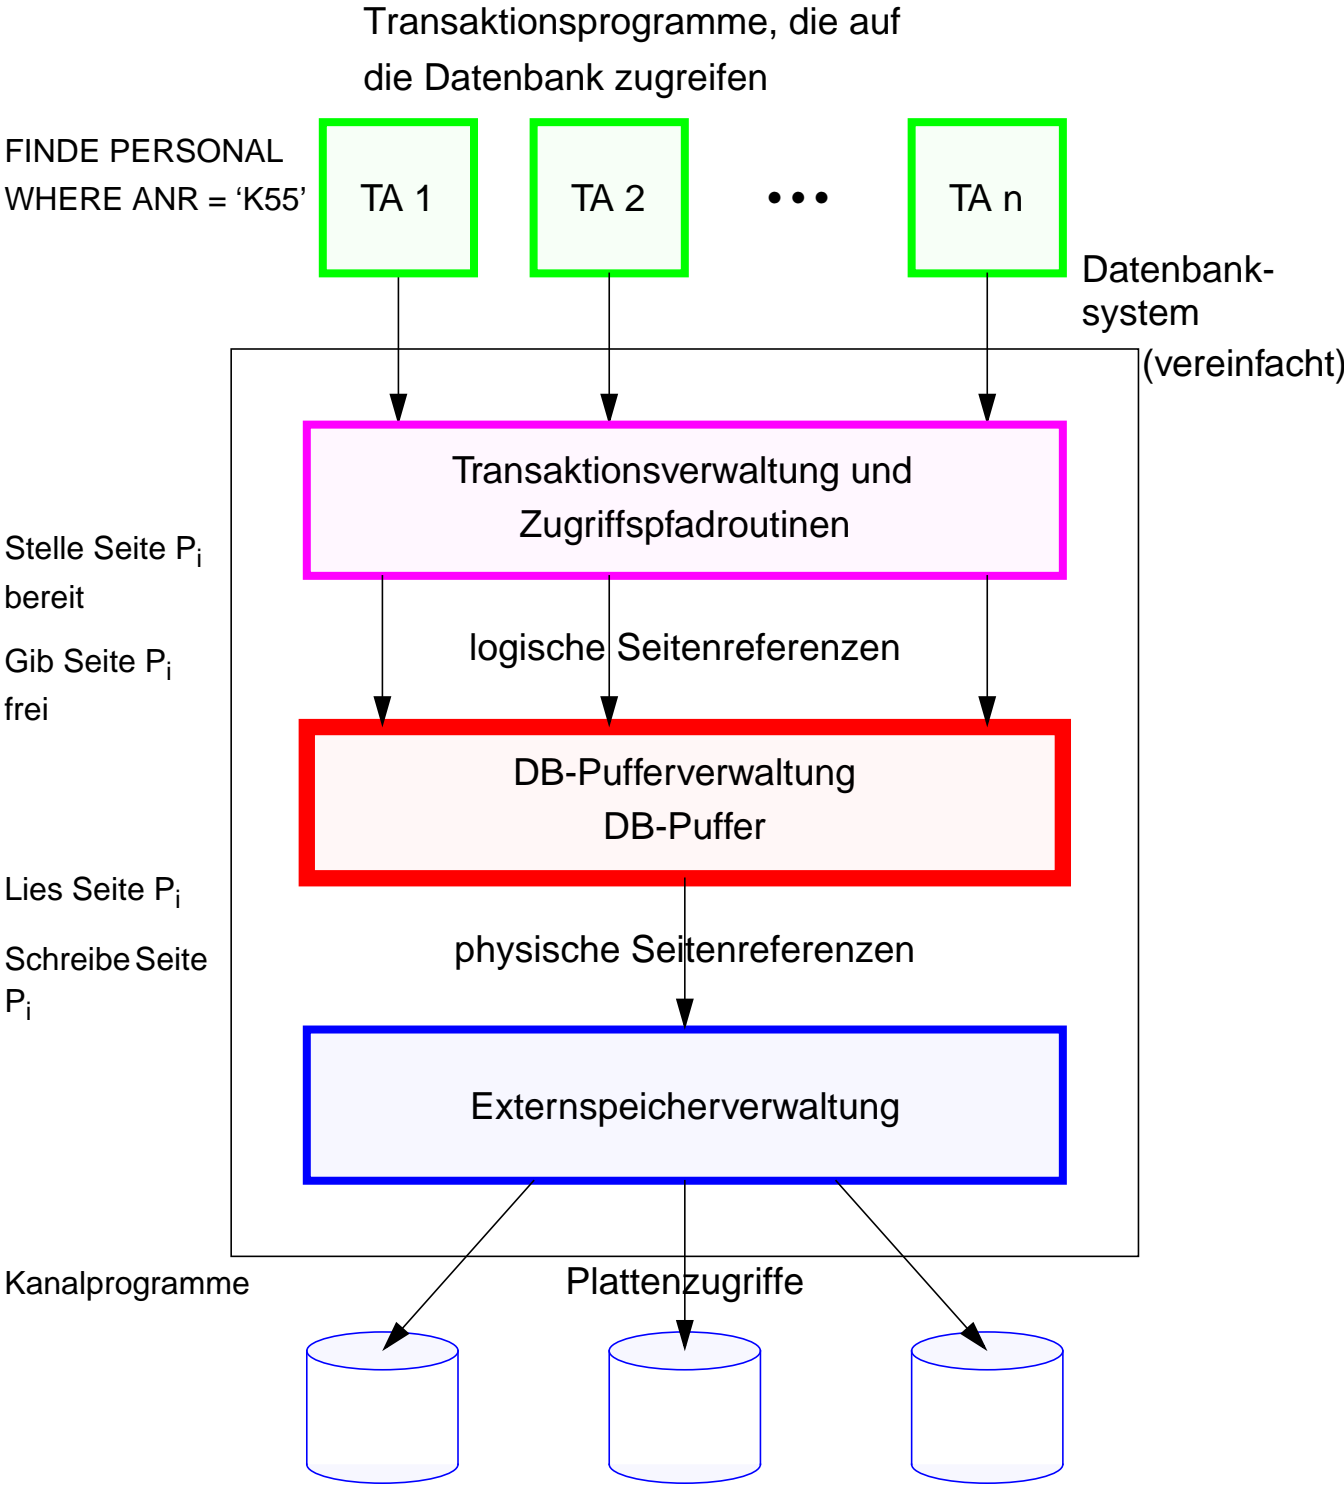 Transaktionsprogramme, die auf
die Datenbank zugreifen
FINDE PERSONAL
WHERE ANR = ‘K55’
TA 1
TA 2
•••
TA n
Datenbank-
system
(vereinfacht)
Transaktionsverwaltung und
Zugriffspfadroutinen
Stelle Seite Pi
bereit
logische Seitenreferenzen
Gib Seite Pi
frei
DB-Pufferverwaltung
DB-Puffer
Lies Seite Pi
physische Seitenreferenzen
Schreibe Seite
Pi
Externspeicherverwaltung
Kanalprogramme
Plattenzugriffe